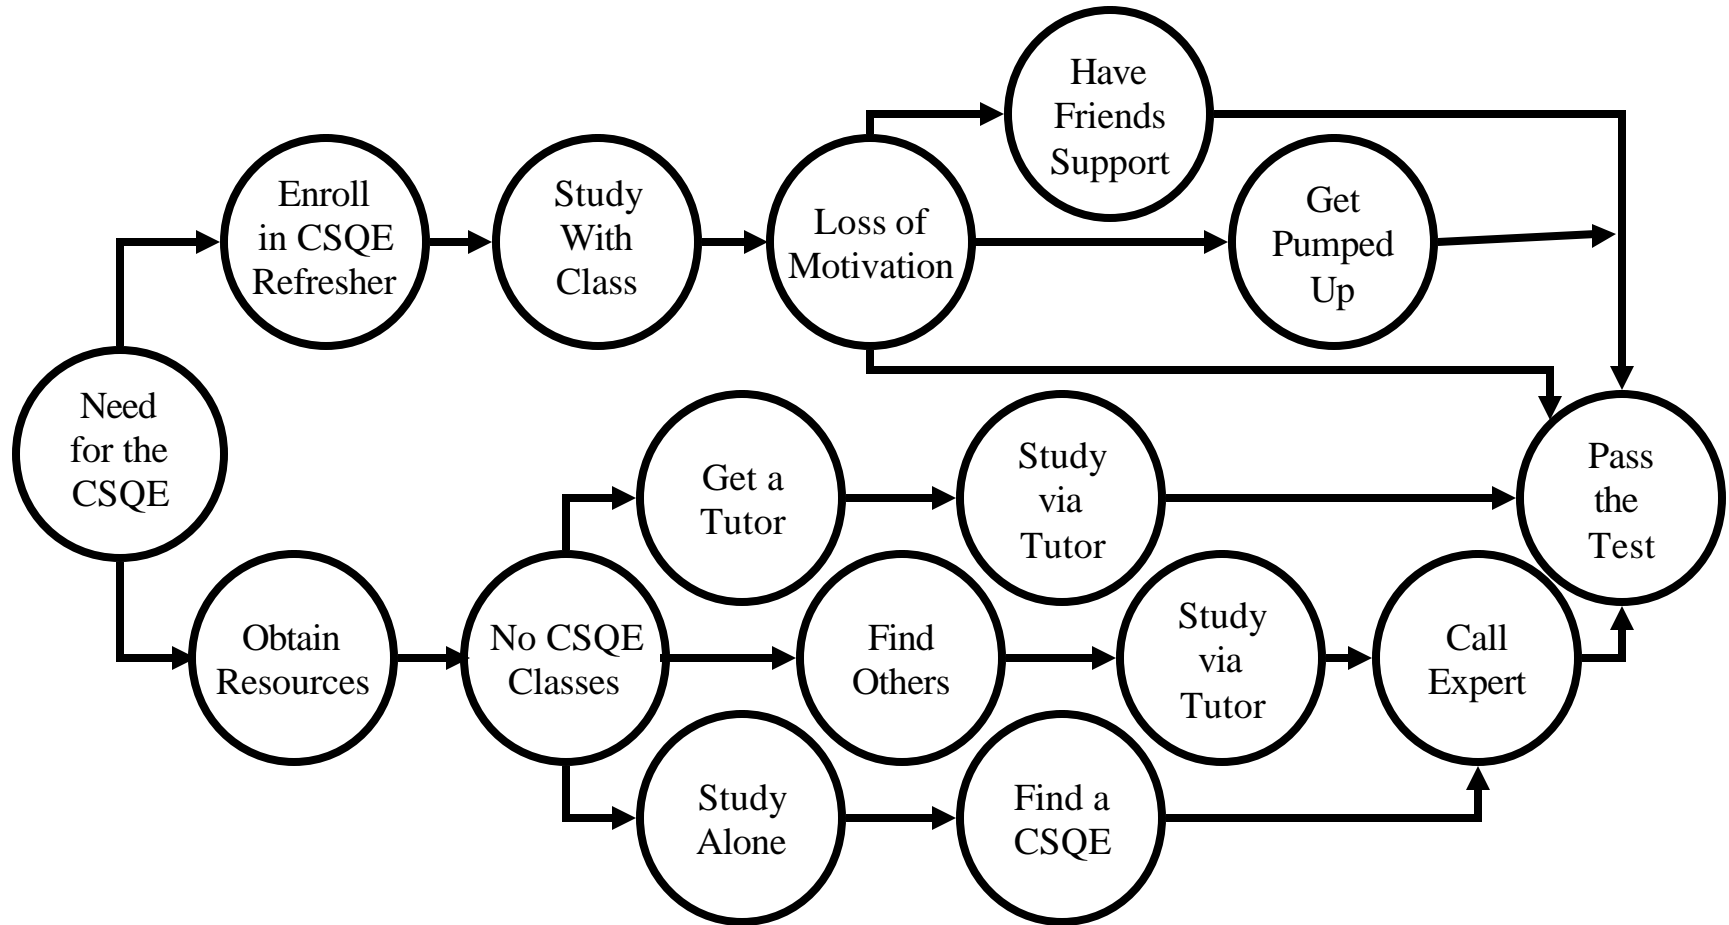 Have
Friends
Support
Enroll
in CSQE
Refresher
Study
With
Class
Loss of
Motivation
Get
Pumped
Up
Need
for the
CSQE
Get a
Tutor
Study
via
Tutor
Pass
the
Test
Obtain
Resources
No CSQE
Classes
Find
Others
Study
via
Tutor
Call
Expert
Study
Alone
Find a
CSQE